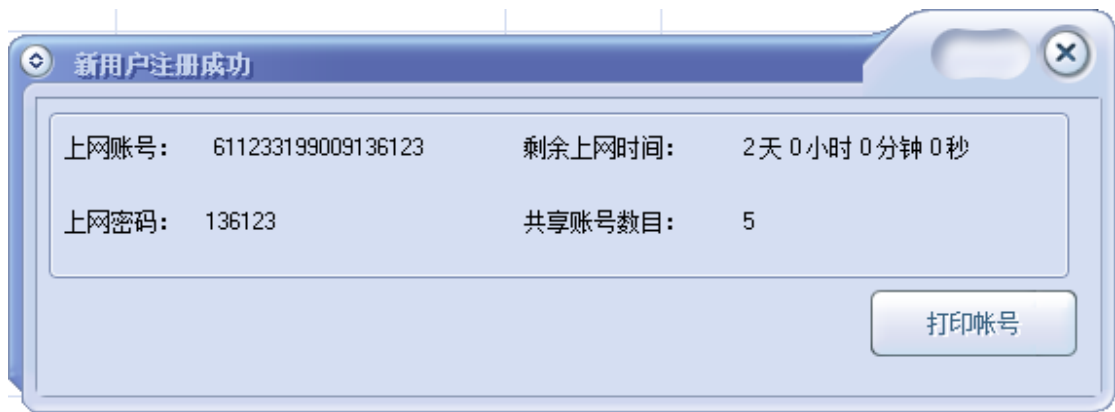 新用户注册成功
上网账号: 611233199009136123 剩余上网时间: 2天0小时0分钟0秒
上网密码: 136123 共享账号数目: 5
打印帐号